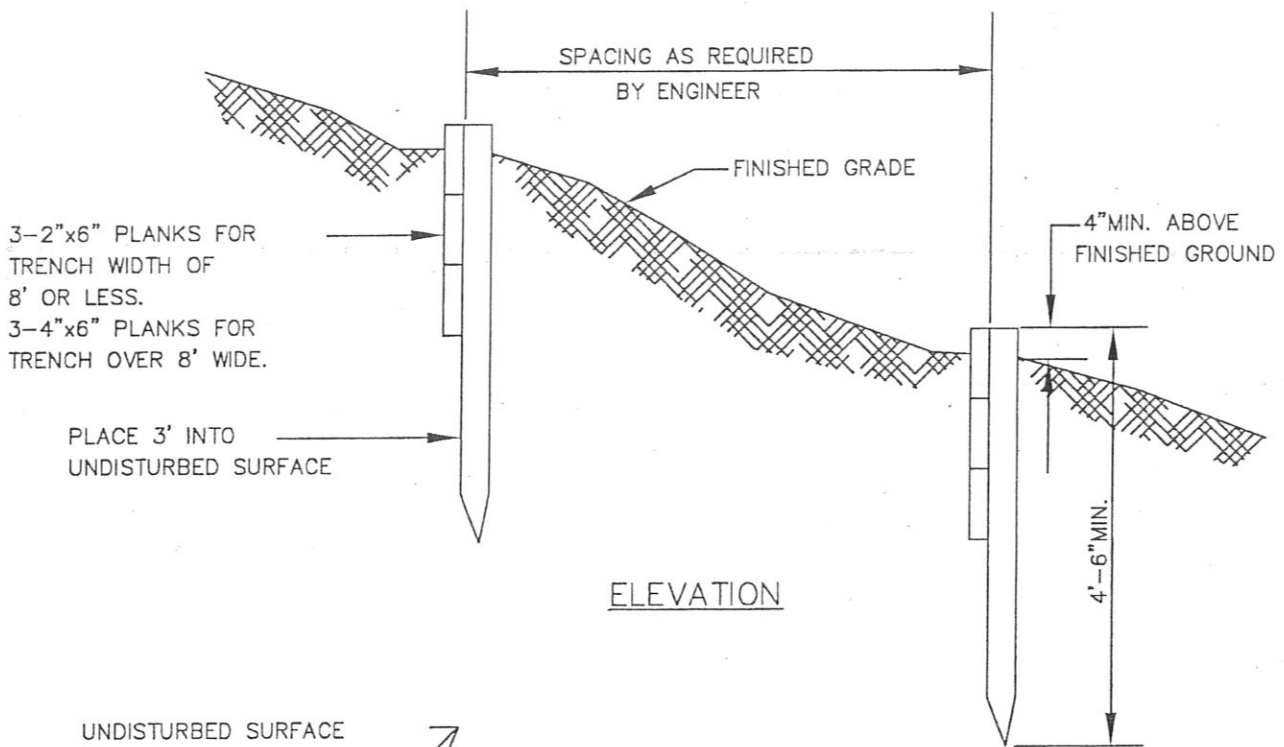 SPACING AS REQUIRED
BY ENGINEER
FINISHED GRADE
4"MIN. ABOVE
FINISHED GROUND
3-2"x6" PLANKS FOR
TRENCH WIDTH OF
8' OR LESS.
3-4"x6" PLANKS FOR
TRENCH OVER 8' WIDE.
PLACE 3' INTO
UNDISTURBED SURFACE
4'-6"MIN.
ELEVATION
UNDISTURBED SURFACE